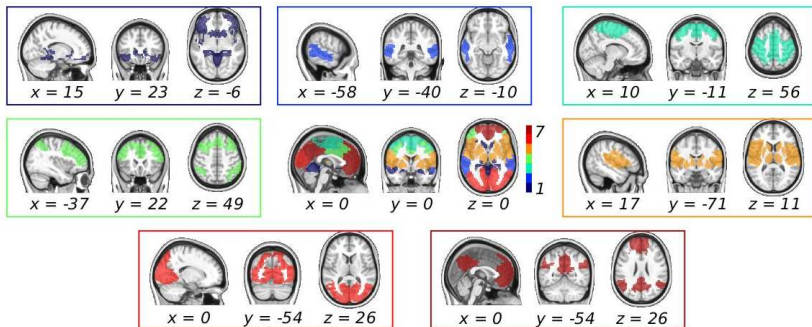 x = 15 y = 23 z = -6
x = -58 y = -40 z = -10
x = 10 y = -11 z = 56
x = -37 y = 22 z = 49
7
1
x = 0 y = 0 z = 0
x = 17 y = -71 z = 11
x = 0 y = -54 z = 26
x = 0 y = -54 z = 26